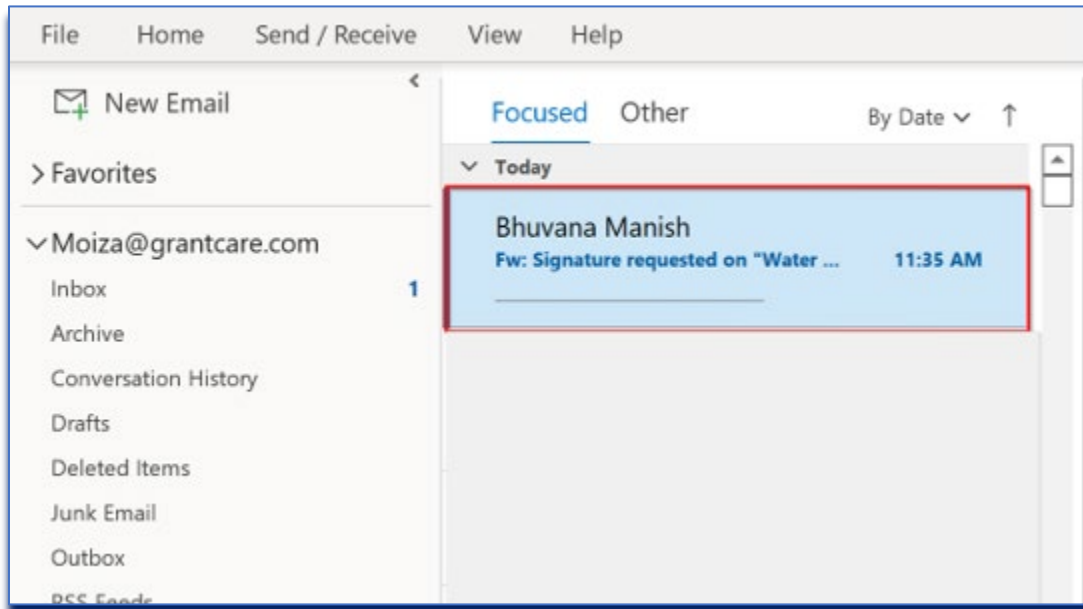 File Home Send / Receive View Help
New Email
Favorites
Moiza@grantcare.com
Inbox 1
Archive
Conversation History
Drafts
Deleted Items
Junk Email
Outbox
RSS Feeds
Focused Other By Date
Today
Bhuvana Manish
Fw: Signature requested on "Water ... 11:35 AM